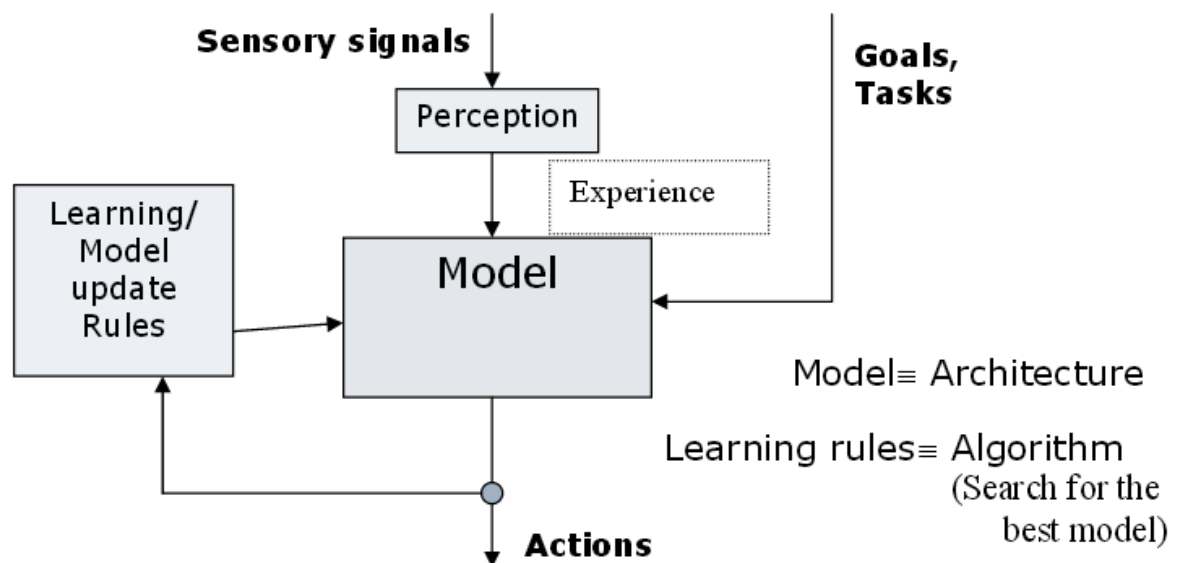 Sensory signals
Goals,
Tasks
Perception
Experience
Learning/
Model
update
Rules
Model
Model≡ Architecture
Learning rules≡ Algorithm
(Search for the
best model)
Actions